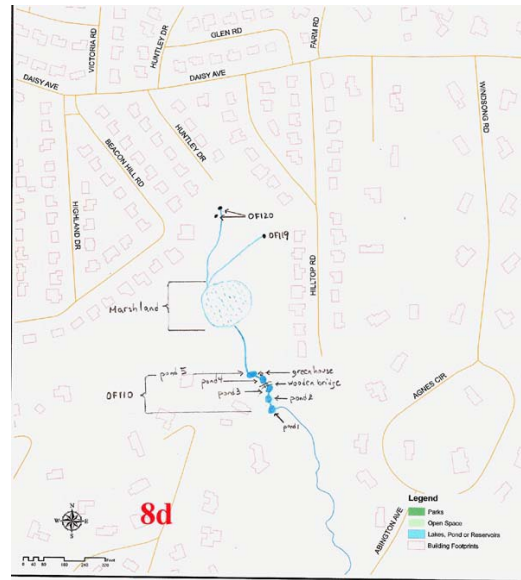 GLEN RD
VICTORIA RD
HUNTLEY DR
FARM RD
DAISY AVE
DAISY AVE
WINDSONG RD
HUNTLEY DR
BEACON HILL RD
HIGHLAND DR
OF120
OF119
HILLTOP RD
Marshland
pond 5
green house
pond 4
wooden bridge
OF110
pond 3
pond 2
pond 1
AGNES CIR
ABINGTON AVE
8d
N
W
E
S
Legend
Parks
Open Space
Lakes, Pond or Reservoirs
Building Footprints